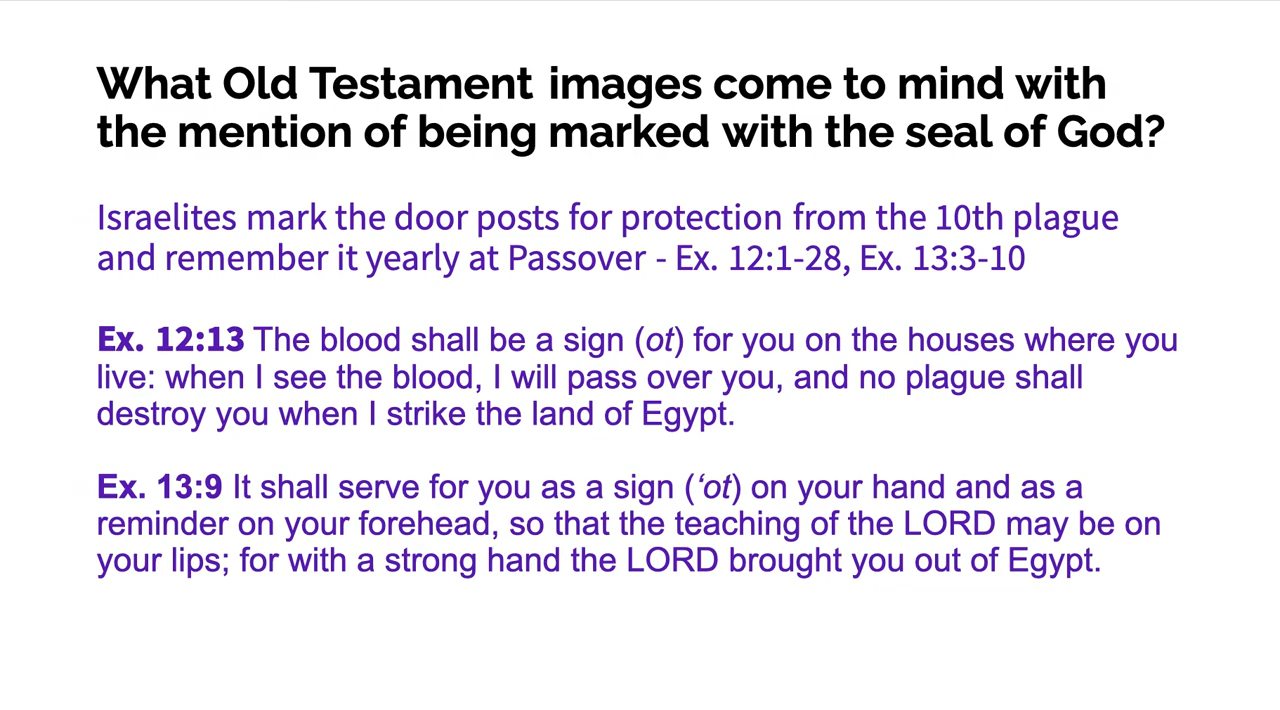 What Old Testament images come to mind with
the mention of being marked with the seal of God?
Israelites mark the door posts for protection from the 10th plague
and remember it yearly at Passover - Ex. 12:1-28, Ex. 13:3-10
Ex. 12:13 The blood shall be a sign (ot) for you on the houses where you
live: when I see the blood, I will pass over you, and no plague shall
destroy you when I strike the land of Egypt.
Ex. 13:9 It shall serve for you as a sign (‘ot) on your hand and as a
reminder on your forehead, so that the teaching of the LORD may be on
your lips; for with a strong hand the LORD brought you out of Egypt.